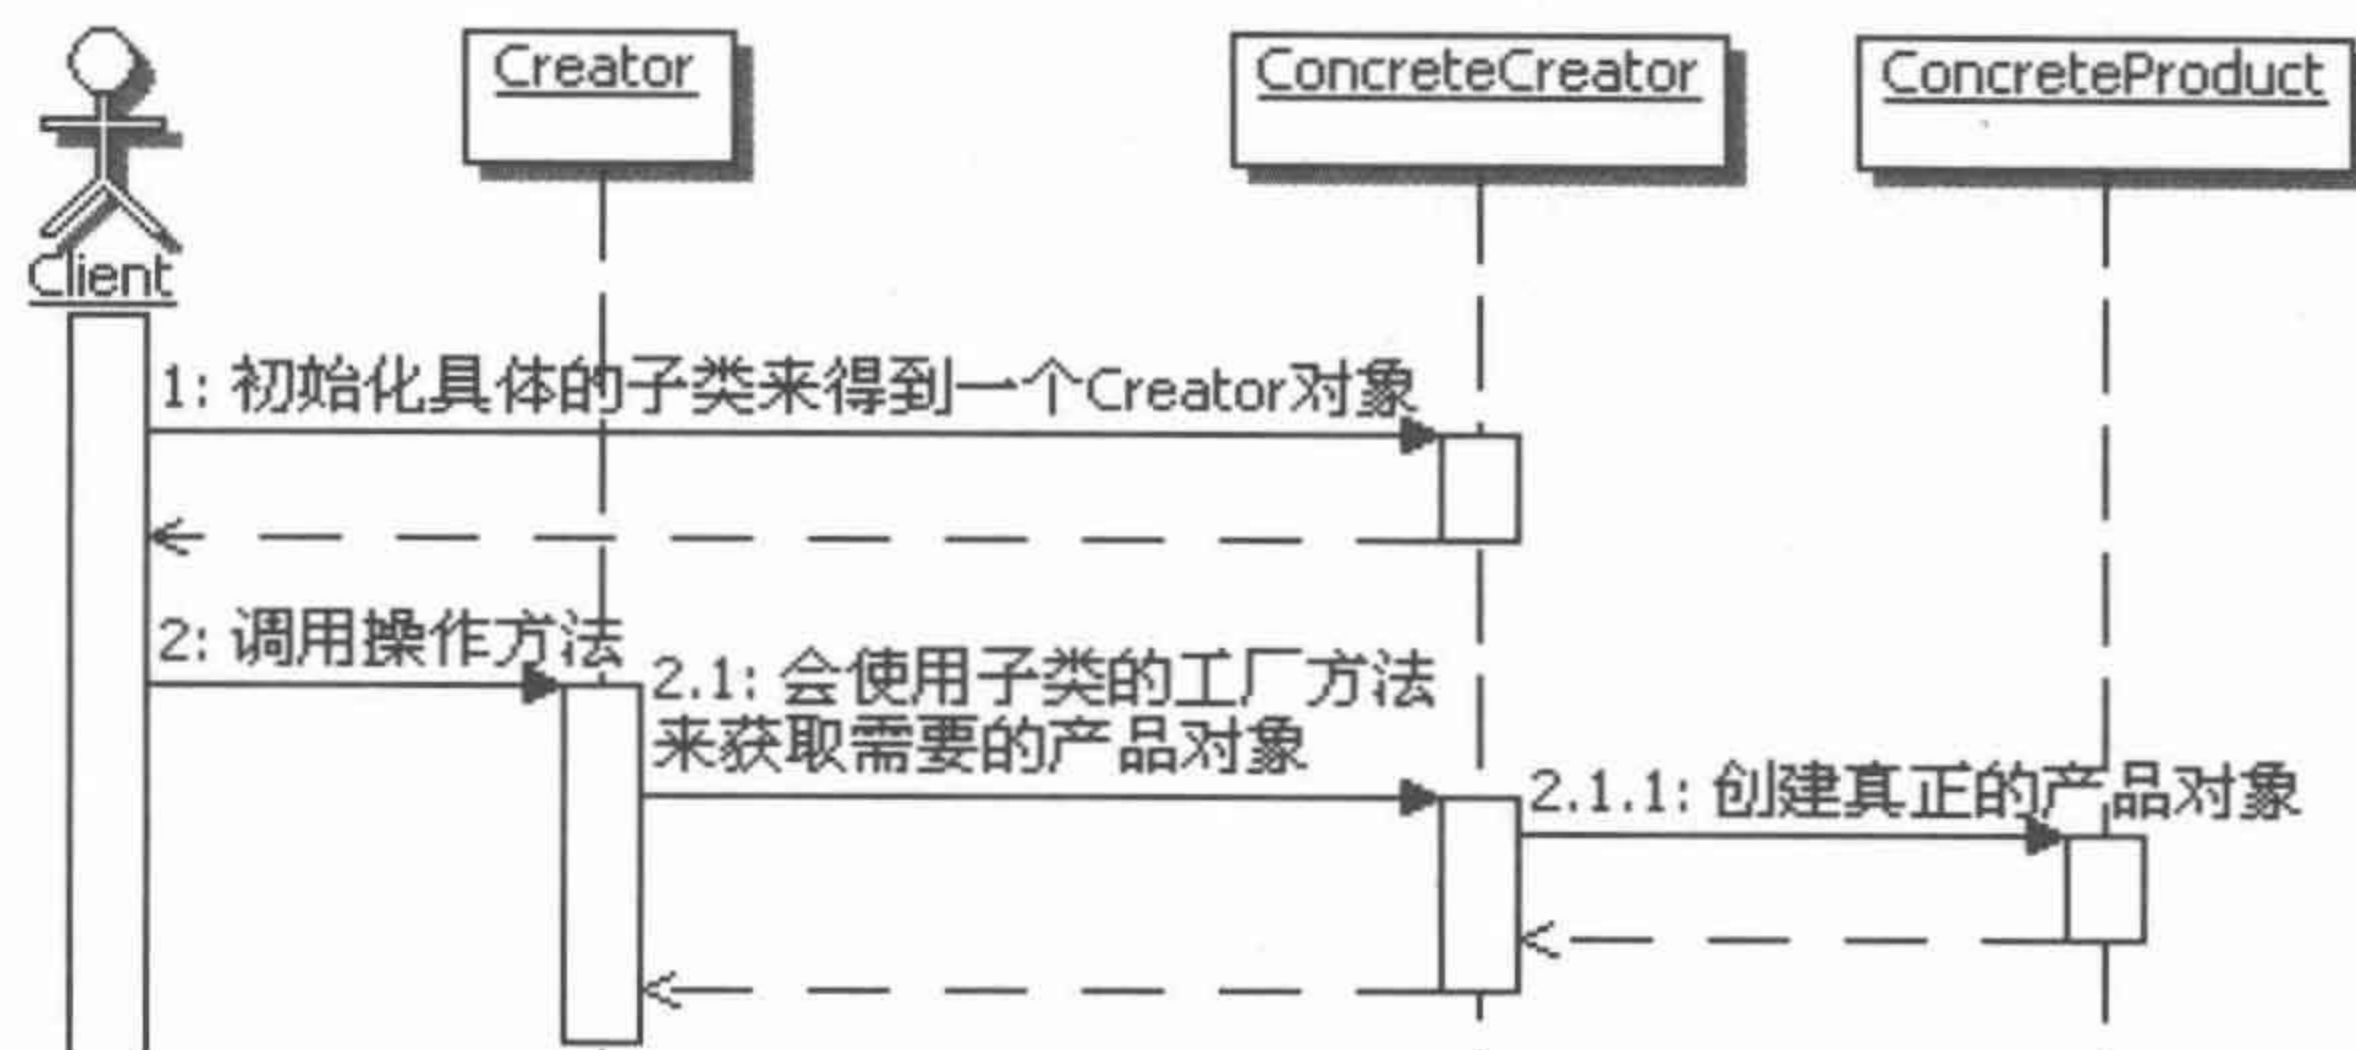 Creator
ConcreteCreator
ConcreteProduct
Client
1: 初始化具体的子类来得到一个Creator对象
2: 调用操作方法
2.1: 会使用子类的工厂方法
来获取需要的产品对象
2.1.1: 创建真正的产品对象